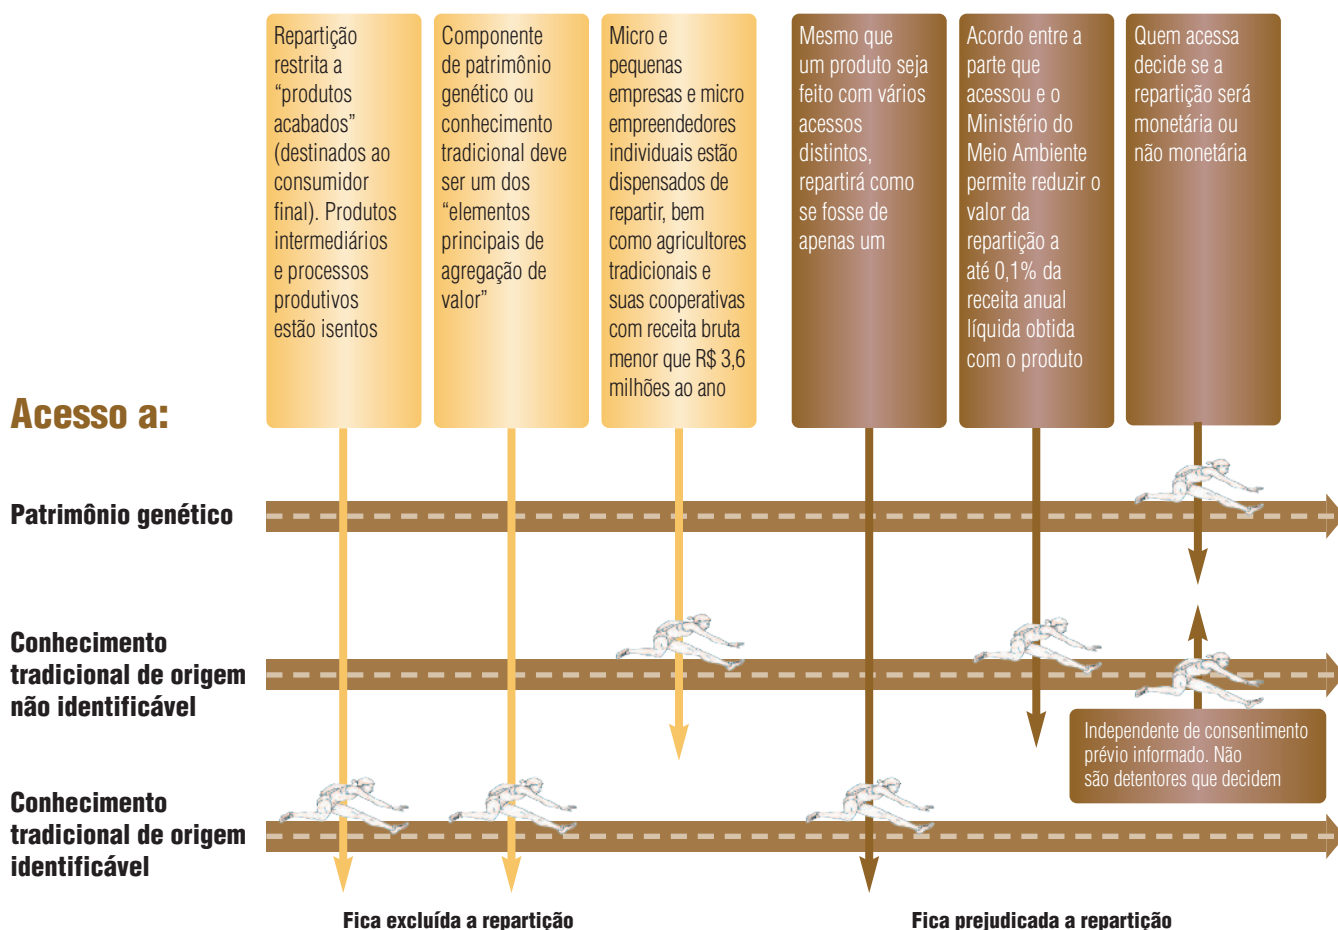 Repartição
restrita a
“produtos
acabados”
(destinados ao
consumidor
final). Produtos
intermediários
e processos
produtivos
estão isentos
Componente
de patrimônio
genético ou
conhecimento
tradicional deve
ser um dos
“elementos
principais de
agregação de
valor”
Micro e
pequenas
empresas e micro
empreendedores
individuais estão
dispensados de
repartir, bem
como agricultores
tradicionais e
suas cooperativas
com receita bruta
menor que R$ 3,6
milhões ao ano
Mesmo que
um produto seja
feito com vários
acessos
distintos,
repartirá como
se fosse de
apenas um
Acordo entre a
parte que
acessou e o
Ministério do
Meio Ambiente
permite reduzir o
valor da
repartição a
até 0,1% da
receita anual
líquida obtida
com o produto
Quem acessa
decide se a
repartição será
monetária ou
não monetária
Acesso a:
Patrimônio genético
Conhecimento
tradicional de origem
não identificável
Independente de consentimento
prévio informado. Não
são detentores que decidem
Conhecimento
tradicional de origem
identificável
Fica excluída a repartição
Fica prejudicada a repartição